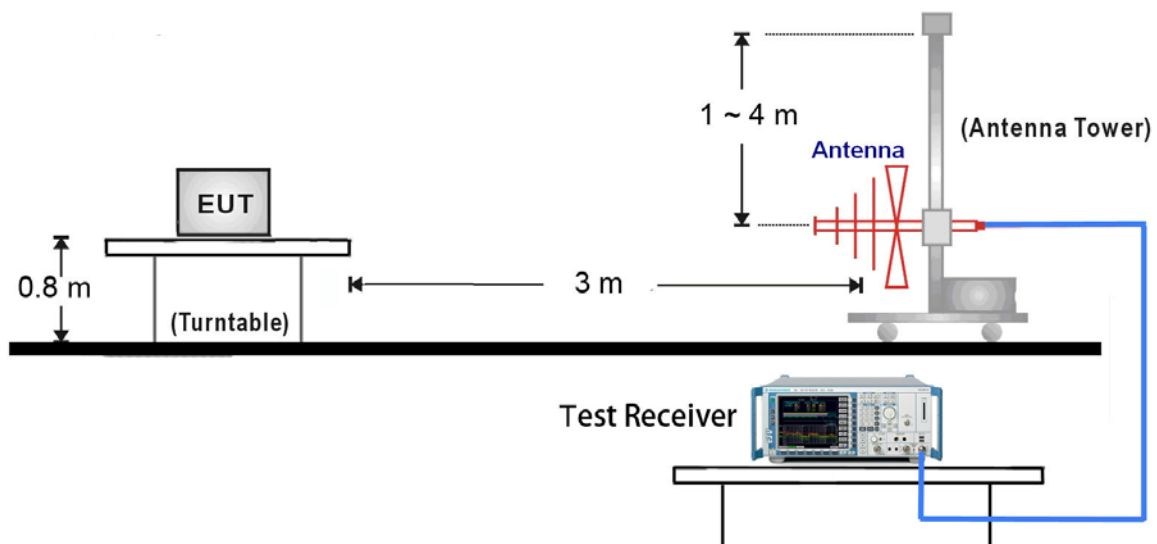 1 ~ 4 m
(Antenna Tower)
Antenna
EUT
0.8 m
3 m
(Turntable)
Test Receiver